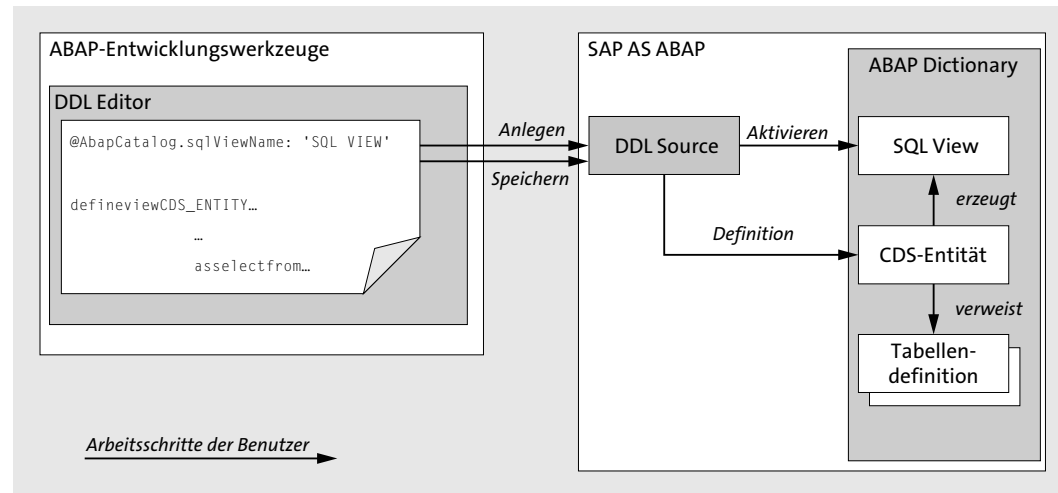 ABAP-Entwicklungswerkzeuge
DDL Editor
@AbapCatalog.sqlViewName: 'SQL VIEW'
defineviewCDS_ENTITY…
…
asselectfrom…
Anlegen
Speichern
SAP AS ABAP
DDL Source
Aktivieren
Definition
ABAP Dictionary
SQL View
erzeugt
CDS-Entität
verweist
Tabellen-
definition
Arbeitsschritte der Benutzer